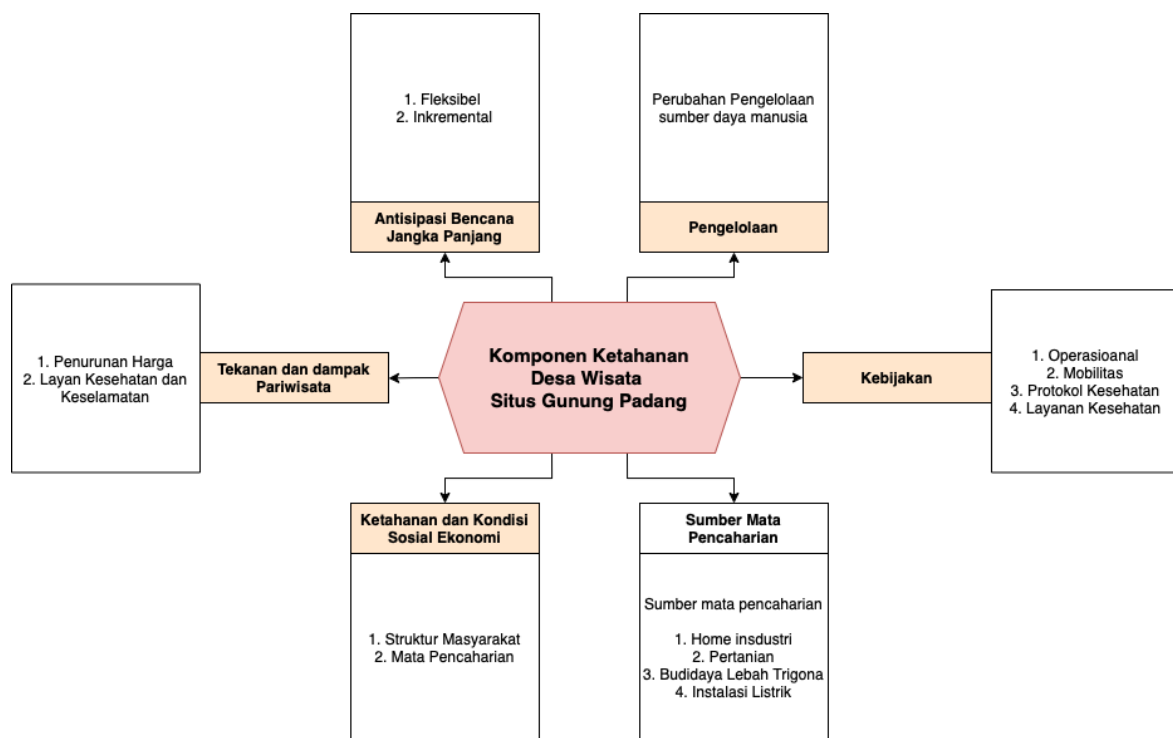 1. Fleksibel
2. Inkremental
Antisipasi Bencana
Jangka Panjang
Perubahan Pengelolaan
sumber daya manusia
Pengelolaan
1. Penurunan Harga
2. Layan Kesehatan dan
Keselamatan
Tekanan dan dampak
Pariwisata
Komponen Ketahanan
Desa Wisata
Situs Gunung Padang
Kebijakan
1. Operasioanal
2. Mobilitas
3. Protokol Kesehatan
4. Layanan Kesehatan
Ketahanan dan Kondisi
Sosial Ekonomi
1. Struktur Masyarakat
2. Mata Pencaharian
Sumber Mata
Pencaharian
Sumber mata pencaharian
1. Home insdustri
2. Pertanian
3. Budidaya Lebah Trigona
4. Instalasi Listrik